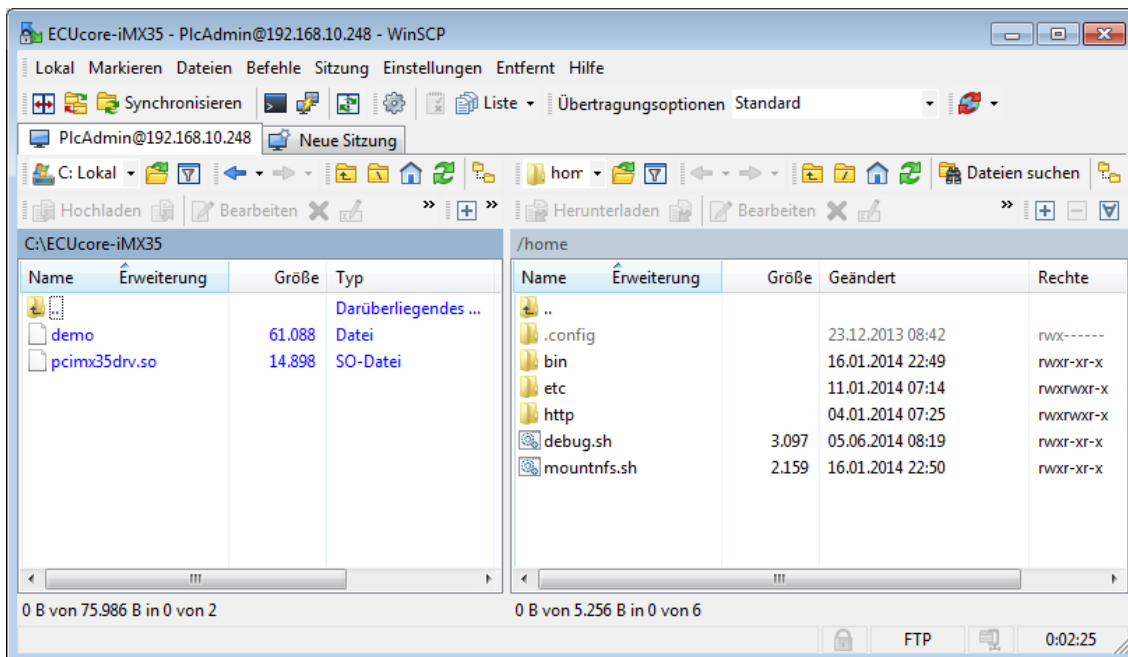 ECUcore-iMX35 - PlcAdmin@192.168.10.248 - WinSCP
Lokal Markieren Dateien Befehle Sitzung Einstellungen Entfernt Hilfe
Synchronisieren Liste Übertragungsoptionen Standard
PlcAdmin@192.168.10.248 Neue Sitzung
C: Lokal hom Dateien suchen
Hochladen Bearbeiten » » Herunterladen Bearbeiten »
C:\ECUcore-iMX35 /home
Name Erweiterung Größe Typ Name Erweiterung Größe Geändert Rechte
.. Darüberliegendes ... ..
demo 61.088 Datei .config 23.12.2013 08:42 rwx------
pcimx35drv.so 14.898 SO-Datei bin 16.01.2014 22:49 rwxr-xr-x
etc 11.01.2014 07:14 rwxrwxr-x
http 04.01.2014 07:25 rwxrwxr-x
debug.sh 3.097 05.06.2014 08:19 rwxr-xr-x
mountnfs.sh 2.159 16.01.2014 22:50 rwxr-xr-x
0 B von 75.986 B in 0 von 2 0 B von 5.256 B in 0 von 6
FTP 0:02:25